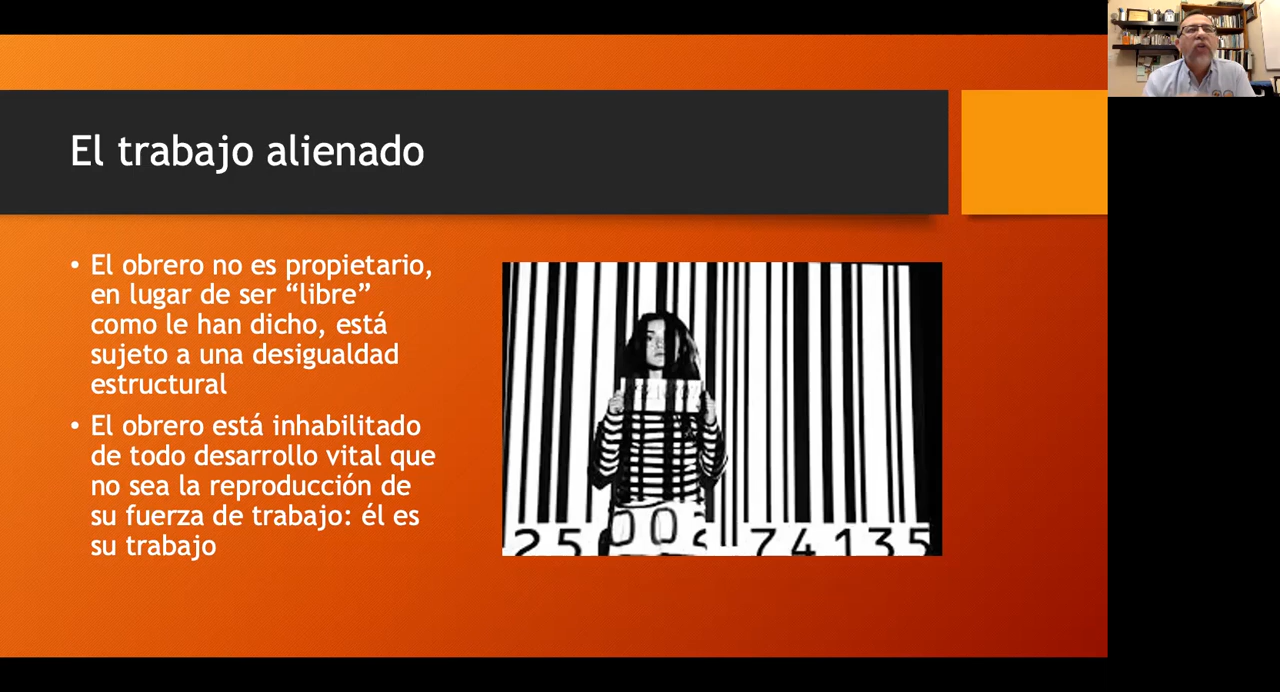 El trabajo alienado
• El obrero no es propietario,
en lugar de ser “libre”
como le han dicho, está
sujeto a una desigualdad
estructural
• El obrero está inhabilitado
de todo desarrollo vital que
no sea la reproducción de
su fuerza de trabajo: él es
su trabajo
25 74135